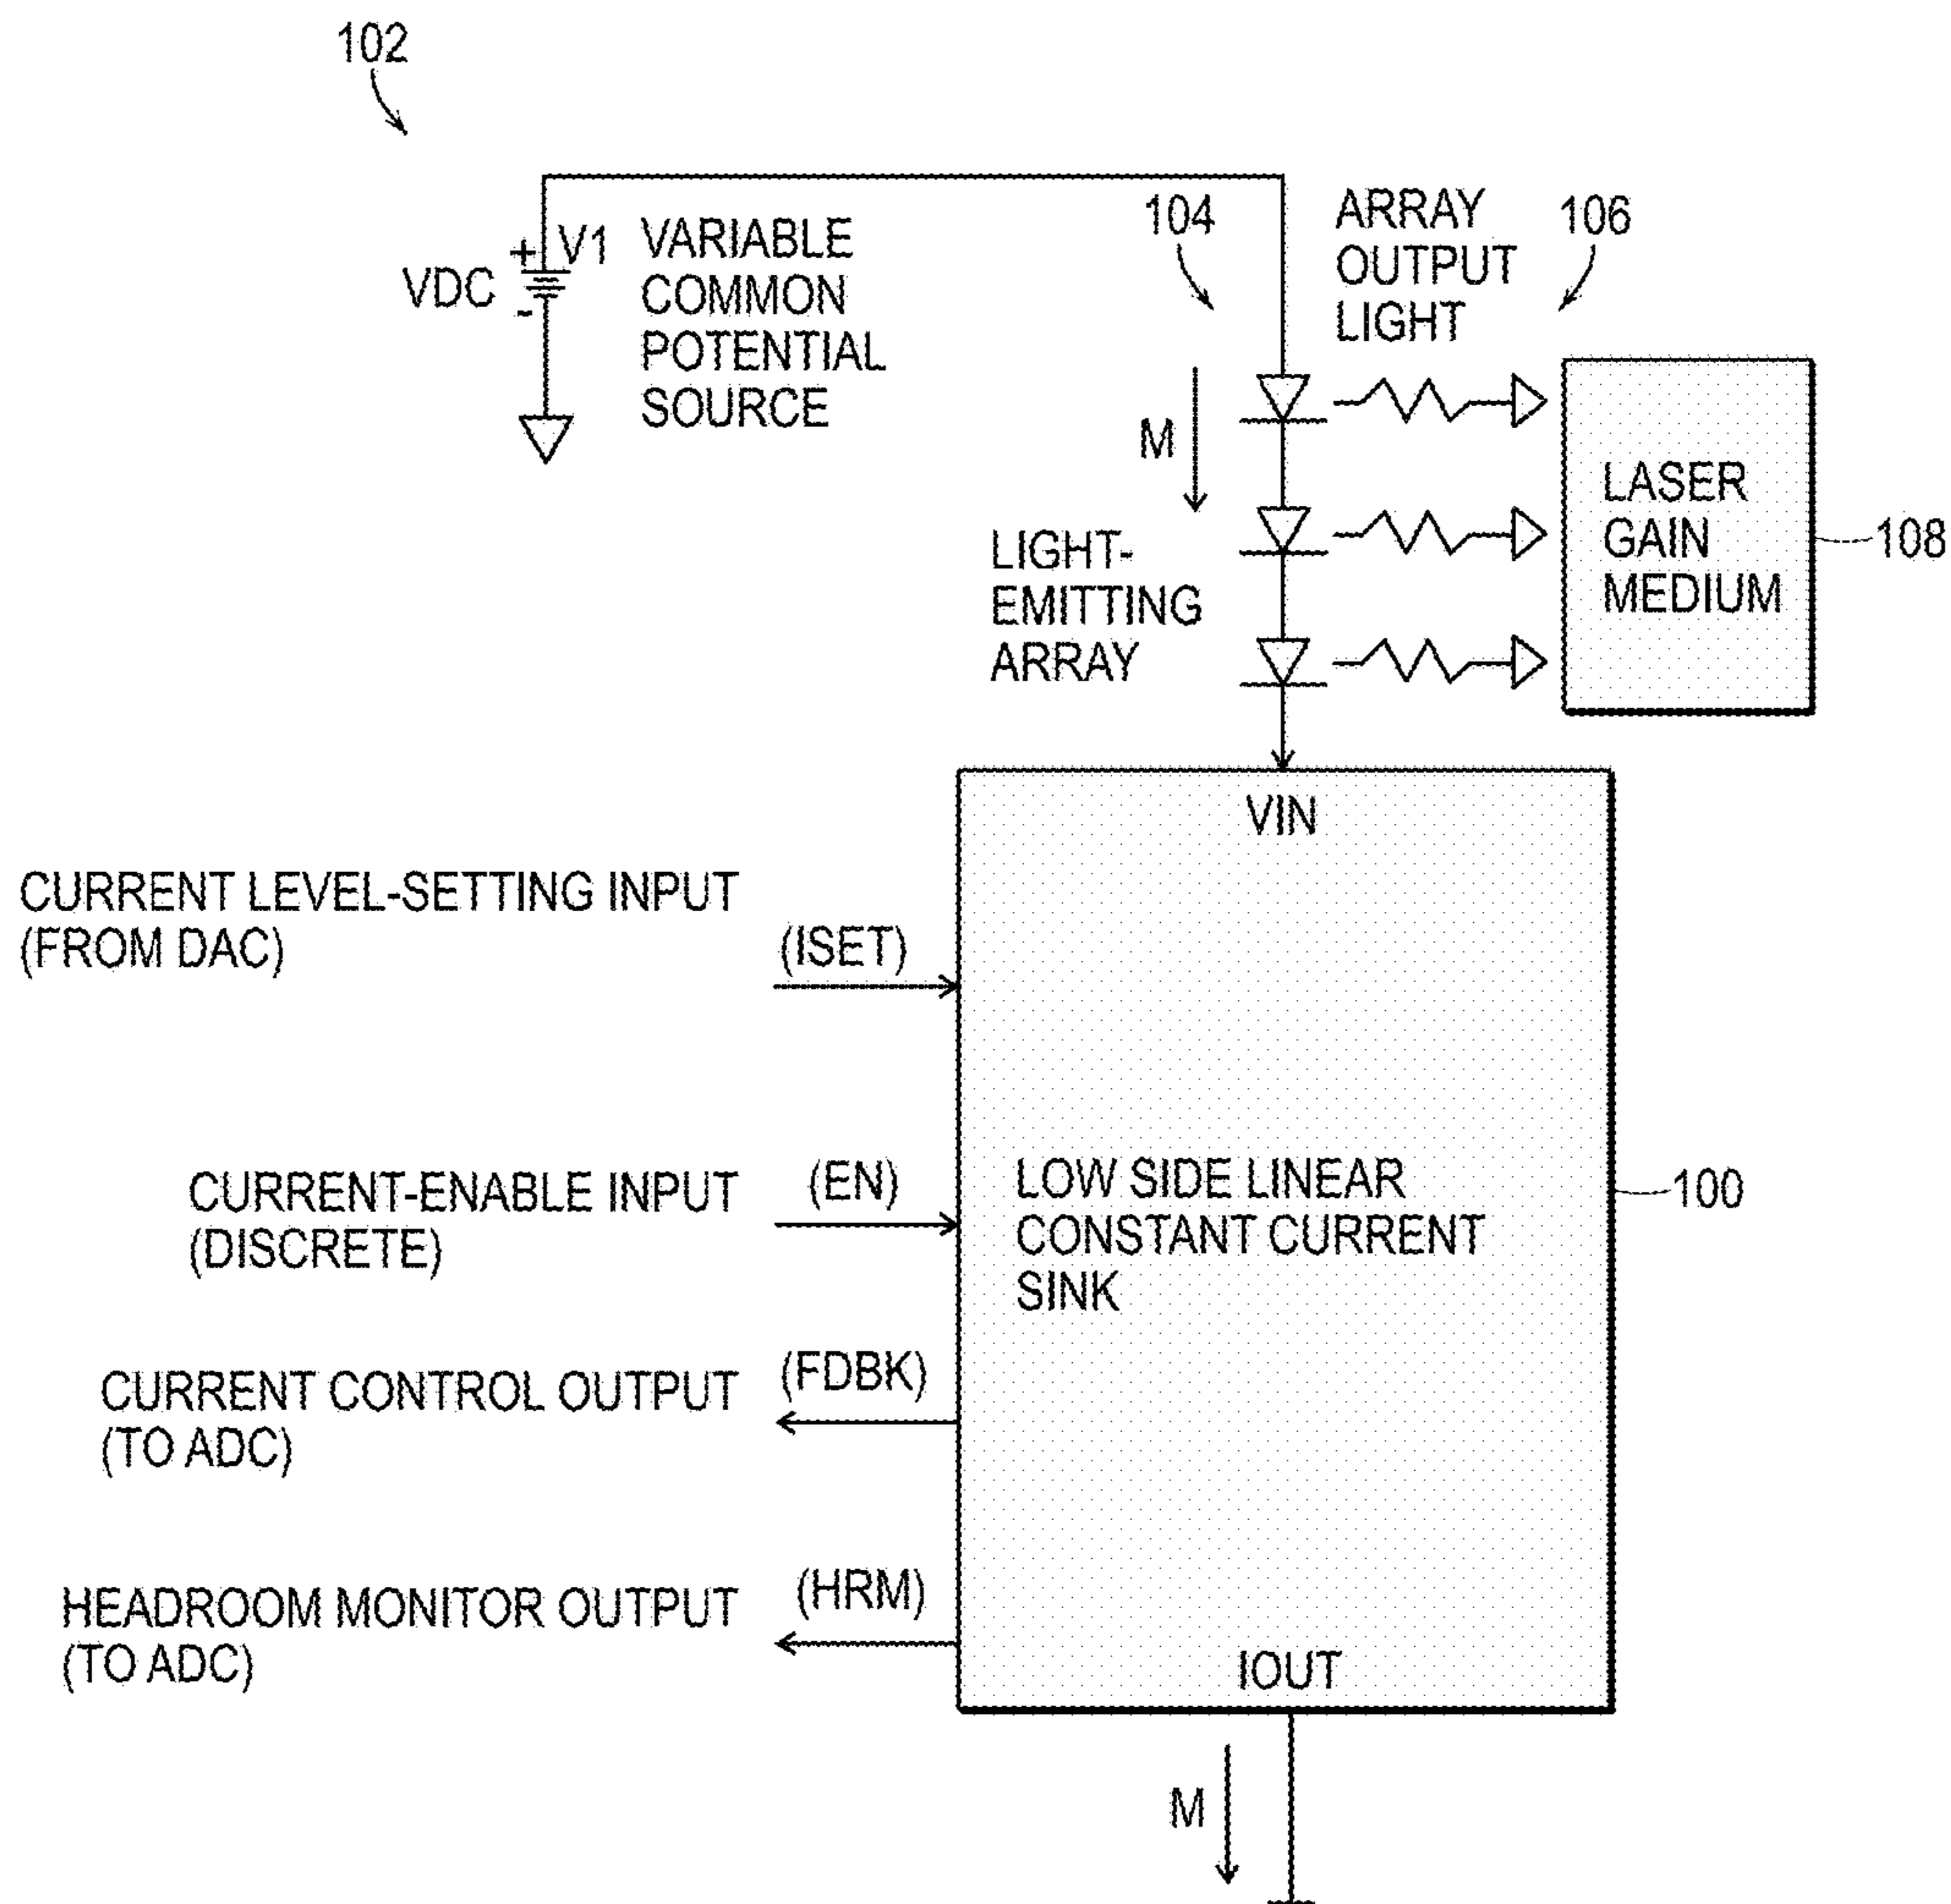 102
VDC
+
V1
-
VARIABLE
COMMON
POTENTIAL
SOURCE
104
ARRAY
OUTPUT
LIGHT
106
M
LIGHT-
EMITTING
ARRAY
LASER
GAIN
MEDIUM
108
VIN
CURRENT LEVEL-SETTING INPUT
(FROM DAC)
(ISET)
CURRENT-ENABLE INPUT
(DISCRETE)
(EN)
LOW SIDE LINEAR
CONSTANT CURRENT
SINK
100
CURRENT CONTROL OUTPUT
(TO ADC)
(FDBK)
HEADROOM MONITOR OUTPUT
(TO ADC)
(HRM)
IOUT
M